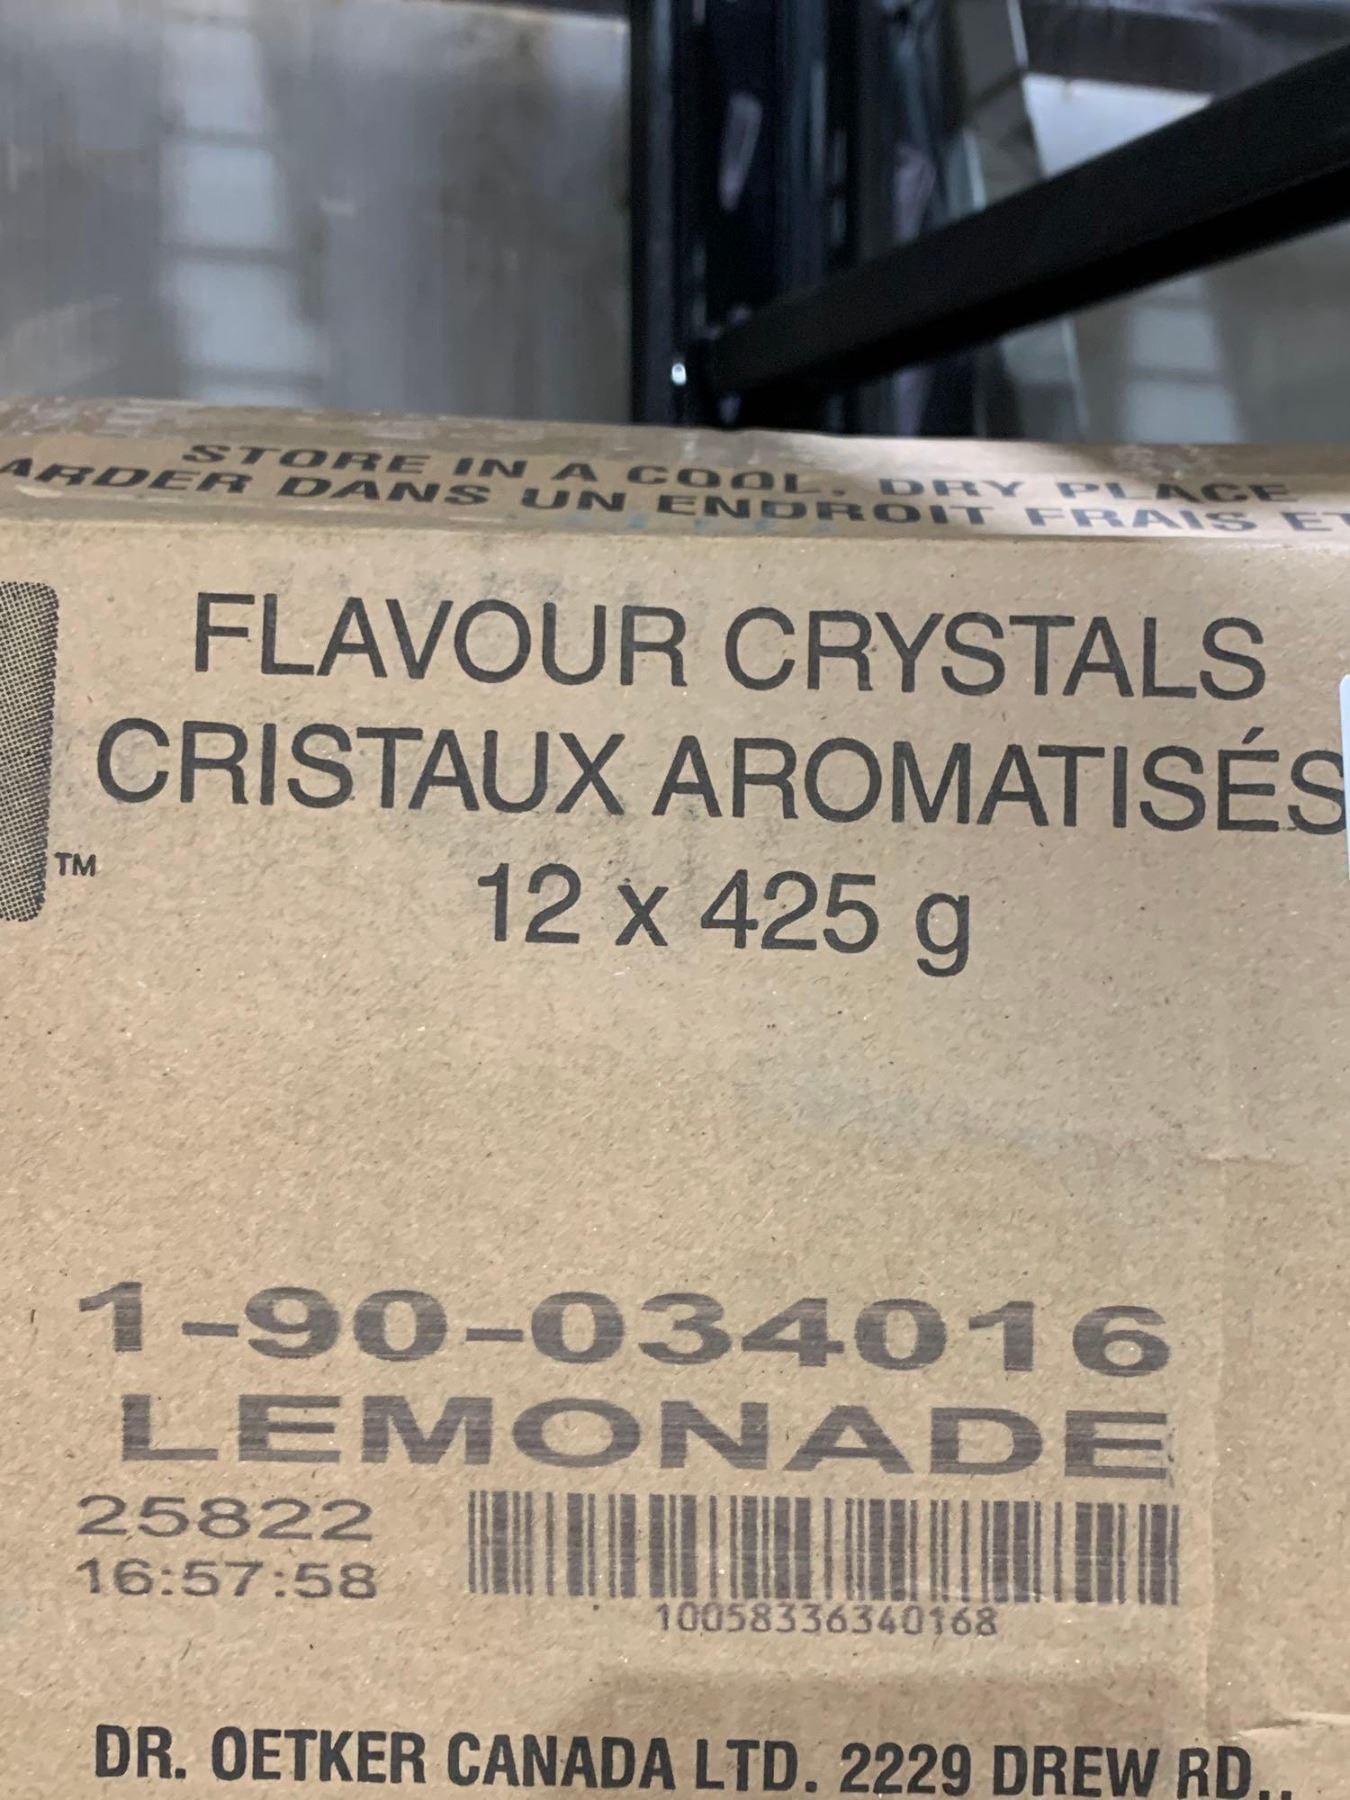 STORE IN A COOL, DRY PLACE
ARDER DANS UN ENDROIT FRAIS ET
FLAVOUR CRYSTALS
CRISTAUX AROMATISÉS
TM
12 x 425 g
1-90-034016
LEMONADE
25822
16:57:58
10058336340168
DR. OETKER CANADA LTD. 2229 DREW RD.,